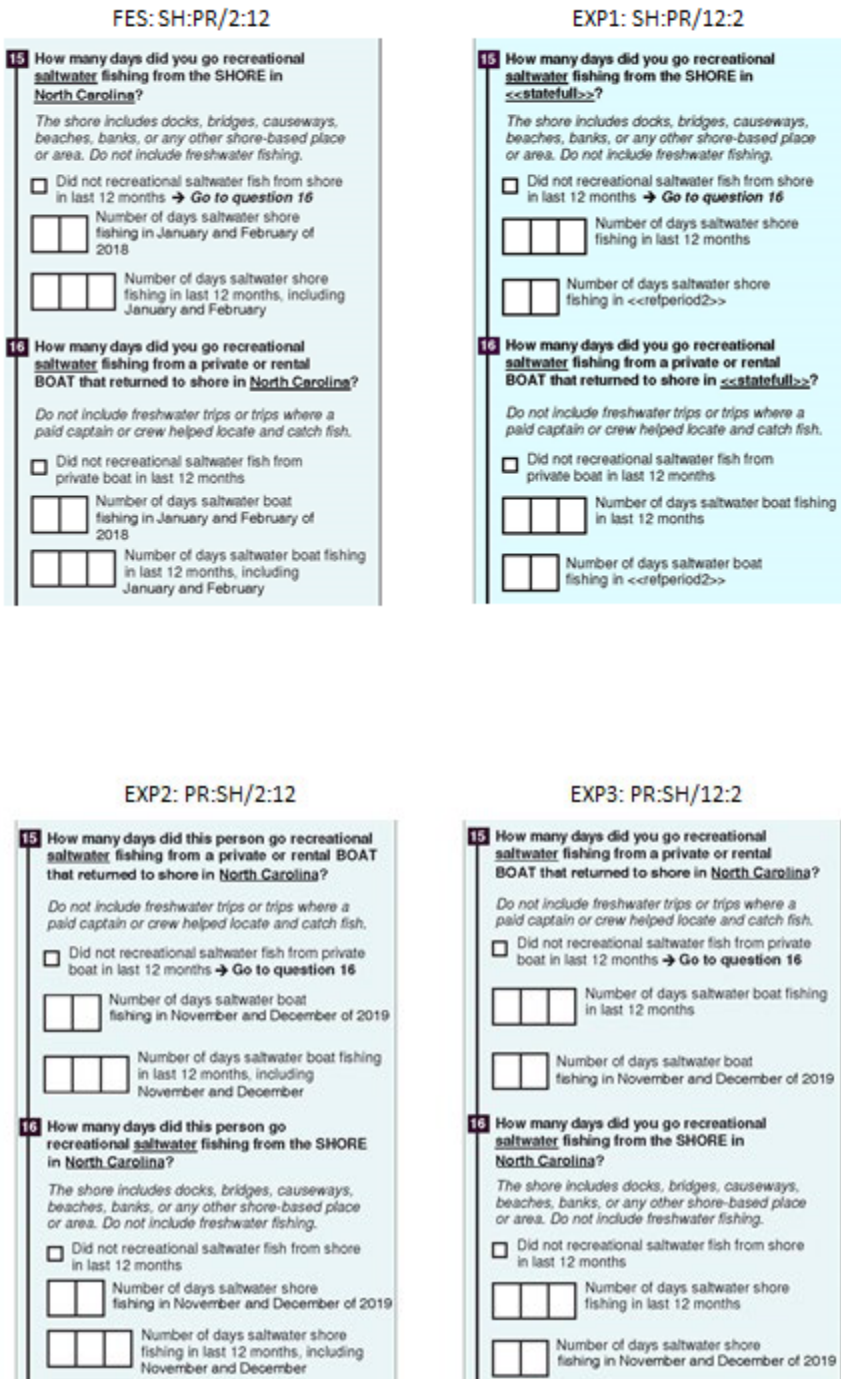 FES: SH:PR/2:12
15 How many days did you go recreational
saltwater fishing from the SHORE in
North Carolina?
The shore includes docks, bridges, causeways,
beaches, banks, or any other shore-based place
or area. Do not include freshwater fishing.
Did not recreational saltwater fish from shore
in last 12 months → Go to question 16
Number of days saltwater shore
fishing in January and February of
2018
Number of days saltwater shore
fishing in last 12 months, including
January and February
16 How many days did you go recreational
saltwater fishing from a private or rental
BOAT that returned to shore in North Carolina?
Do not include freshwater trips or trips where a
paid captain or crew helped locate and catch fish.
Did not recreational saltwater fish from
private boat in last 12 months
Number of days saltwater boat
fishing in January and February of
2018
Number of days saltwater boat fishing
in last 12 months, including
January and February
EXP1: SH:PR/12:2
15 How many days did you go recreational
saltwater fishing from the SHORE in
<<statefull>>?
The shore includes docks, bridges, causeways,
beaches, banks, or any other shore-based place
or area. Do not include freshwater fishing.
Did not recreational saltwater fish from shore
in last 12 months → Go to question 16
Number of days saltwater shore
fishing in last 12 months
Number of days saltwater shore
fishing in <<refperiod2>>
16 How many days did you go recreational
saltwater fishing from a private or rental
BOAT that returned to shore in <<statefull>>?
Do not include freshwater trips or trips where a
paid captain or crew helped locate and catch fish.
Did not recreational saltwater fish from
private boat in last 12 months
Number of days saltwater boat fishing
in last 12 months
Number of days saltwater boat
fishing in <<refperiod2>>
EXP2: PR:SH/2:12
15 How many days did this person go recreational
saltwater fishing from a private or rental BOAT
that returned to shore in North Carolina?
Do not include freshwater trips or trips where a
paid captain or crew helped locate and catch fish.
Did not recreational saltwater fish from private
boat in last 12 months → Go to question 16
Number of days saltwater boat
fishing in November and December of 2019
Number of days saltwater boat fishing
in last 12 months, including
November and December
16 How many days did this person go
recreational saltwater fishing from the SHORE
in North Carolina?
The shore includes docks, bridges, causeways,
beaches, banks, or any other shore-based place
or area. Do not include freshwater fishing.
Did not recreational saltwater fish from shore
in last 12 months
Number of days saltwater shore
fishing in November and December of 2019
Number of days saltwater shore
fishing in last 12 months, including
November and December
EXP3: PR:SH/12:2
15 How many days did you go recreational
saltwater fishing from a private or rental
BOAT that returned to shore in North Carolina?
Do not include freshwater trips or trips where a
paid captain or crew helped locate and catch fish.
Did not recreational saltwater fish from private
boat in last 12 months → Go to question 16
Number of days saltwater boat fishing
in last 12 months
Number of days saltwater boat
fishing in November and December of 2019
16 How many days did you go recreational
saltwater fishing from the SHORE in
North Carolina?
The shore includes docks, bridges, causeways,
beaches, banks, or any other shore-based place
or area. Do not include freshwater fishing.
Did not recreational saltwater fish from shore
in last 12 months
Number of days saltwater shore
fishing in last 12 months
Number of days saltwater shore
fishing in November and December of 2019